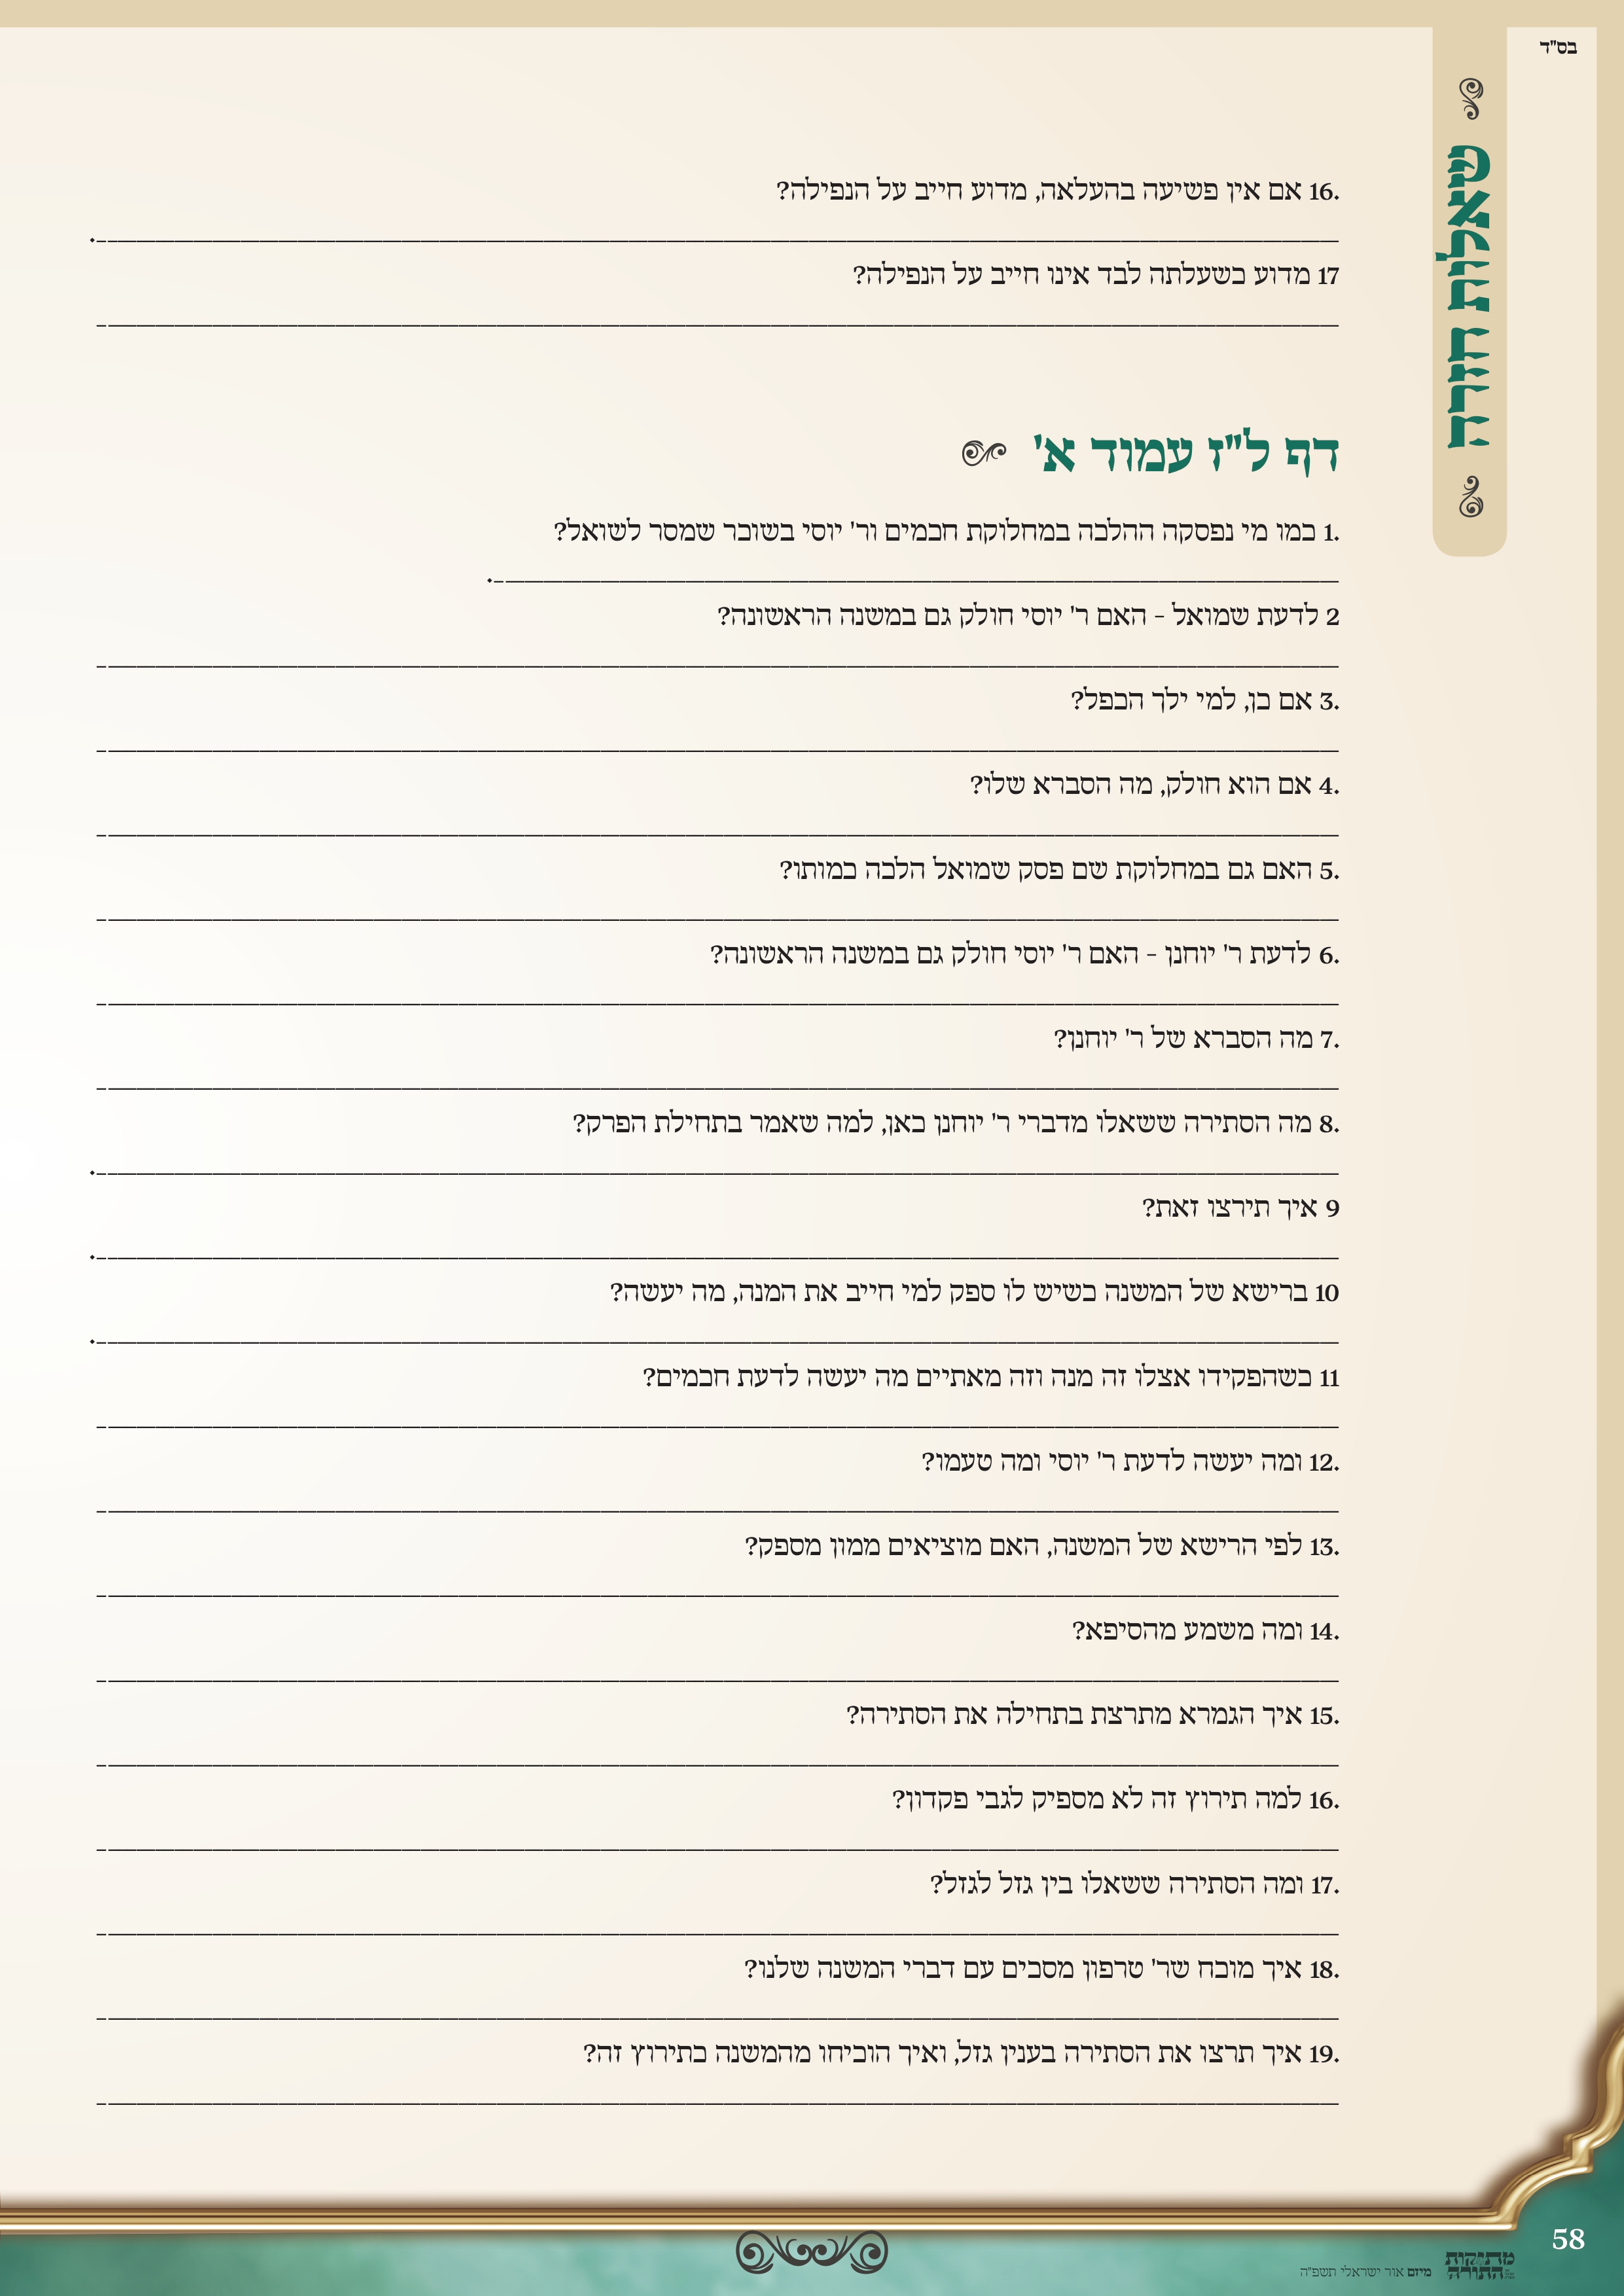 בס"ד
שאלות חזרה
16. אם אין פשיעה בהעלאה, מדוע חייב על הנפילה?
17 מדוע כשעלתה לבד אינו חייב על הנפילה?
דף ל"ז עמוד א'
1. כמו מי נפסקה ההלכה במחלוקת חכמים ור' יוסי בשוכר שמסר לשואל?
2 לדעת שמואל - האם ר' יוסי חולק גם במשנה הראשונה?
3. אם כן, למי ילך הכפל?
4. אם הוא חולק, מה הסברא שלו?
5. האם גם במחלוקת שם פסק שמואל הלכה כמותו?
6. לדעת ר' יוחנן - האם ר' יוסי חולק גם במשנה הראשונה?
7. מה הסברא של ר' יוחנן?
8. מה הסתירה ששאלו מדברי ר' יוחנן כאן, למה שאמר בתחילת הפרק?
9 איך תירצו זאת?
10 ברישא של המשנה כשיש לו ספק למי חייב את המנה, מה יעשה?
11 כשהפקידו אצלו זה מנה וזה מאתיים מה יעשה לדעת חכמים?
12. ומה יעשה לדעת ר' יוסי ומה טעמו?
13. לפי הרישא של המשנה, האם מוציאים ממון מספק?
14. ומה משמע מהסיפא?
15. איך הגמרא מתרצת בתחילה את הסתירה?
16. למה תירוץ זה לא מספיק לגבי פקדון?
17. ומה הסתירה ששאלו בין גזל לגזל?
18. איך מוכח שר' טרפון מסכים עם דברי המשנה שלנו?
19. איך תרצו את הסתירה בענין גזל, ואיך הוכיחו מהמשנה כתירוץ זה?
58
מתיקות התורה
מיזם אור ישראלי תשפ"ה